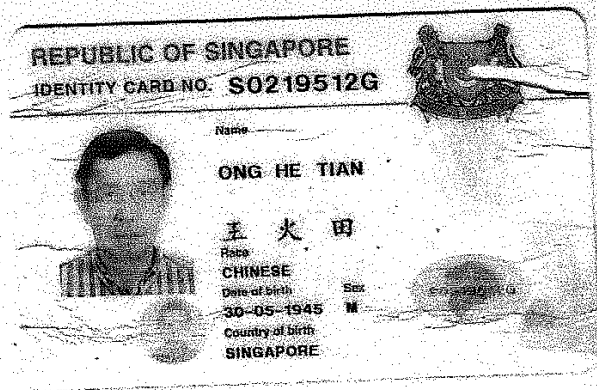 REPUBLIC OF SINGAPORE
IDENTITY CARD NO. S0219512G
Name
ONG HE TIAN
王 火 田
Race
CHINESE
Date of birth Sex
30-05-1945 M
Country of birth
SINGAPORE